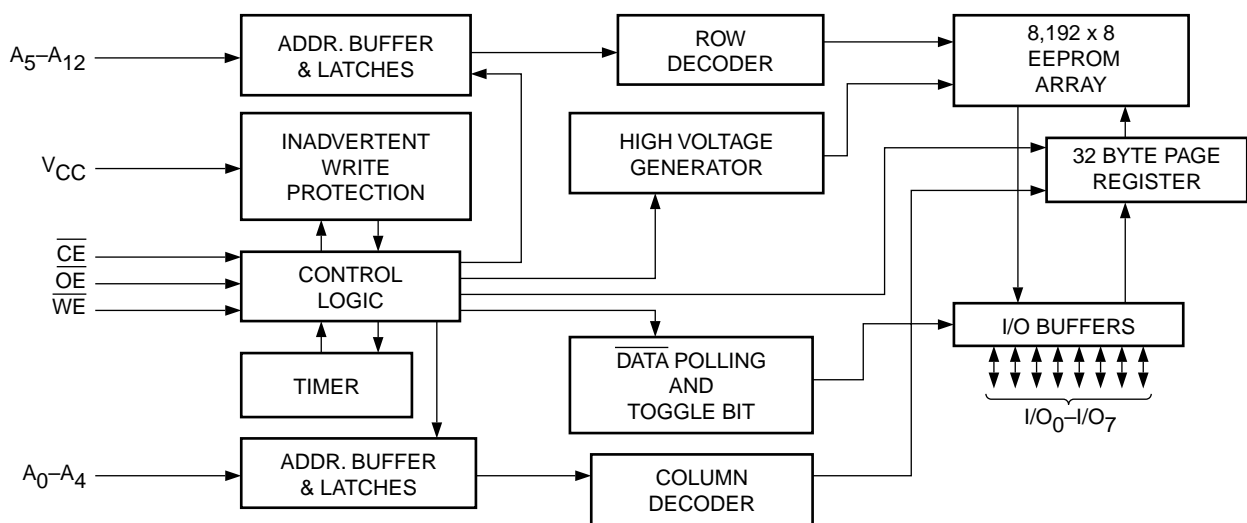 A5–A12
ADDR. BUFFER
& LATCHES
ROW
DECODER
8,192 x 8
EEPROM
ARRAY
VCC
INADVERTENT
WRITE
PROTECTION
HIGH VOLTAGE
GENERATOR
32 BYTE PAGE
REGISTER
CE
OE
WE
CONTROL
LOGIC
I/O BUFFERS
TIMER
DATA POLLING
AND
TOGGLE BIT
I/O0–I/O7
A0–A4
ADDR. BUFFER
& LATCHES
COLUMN
DECODER